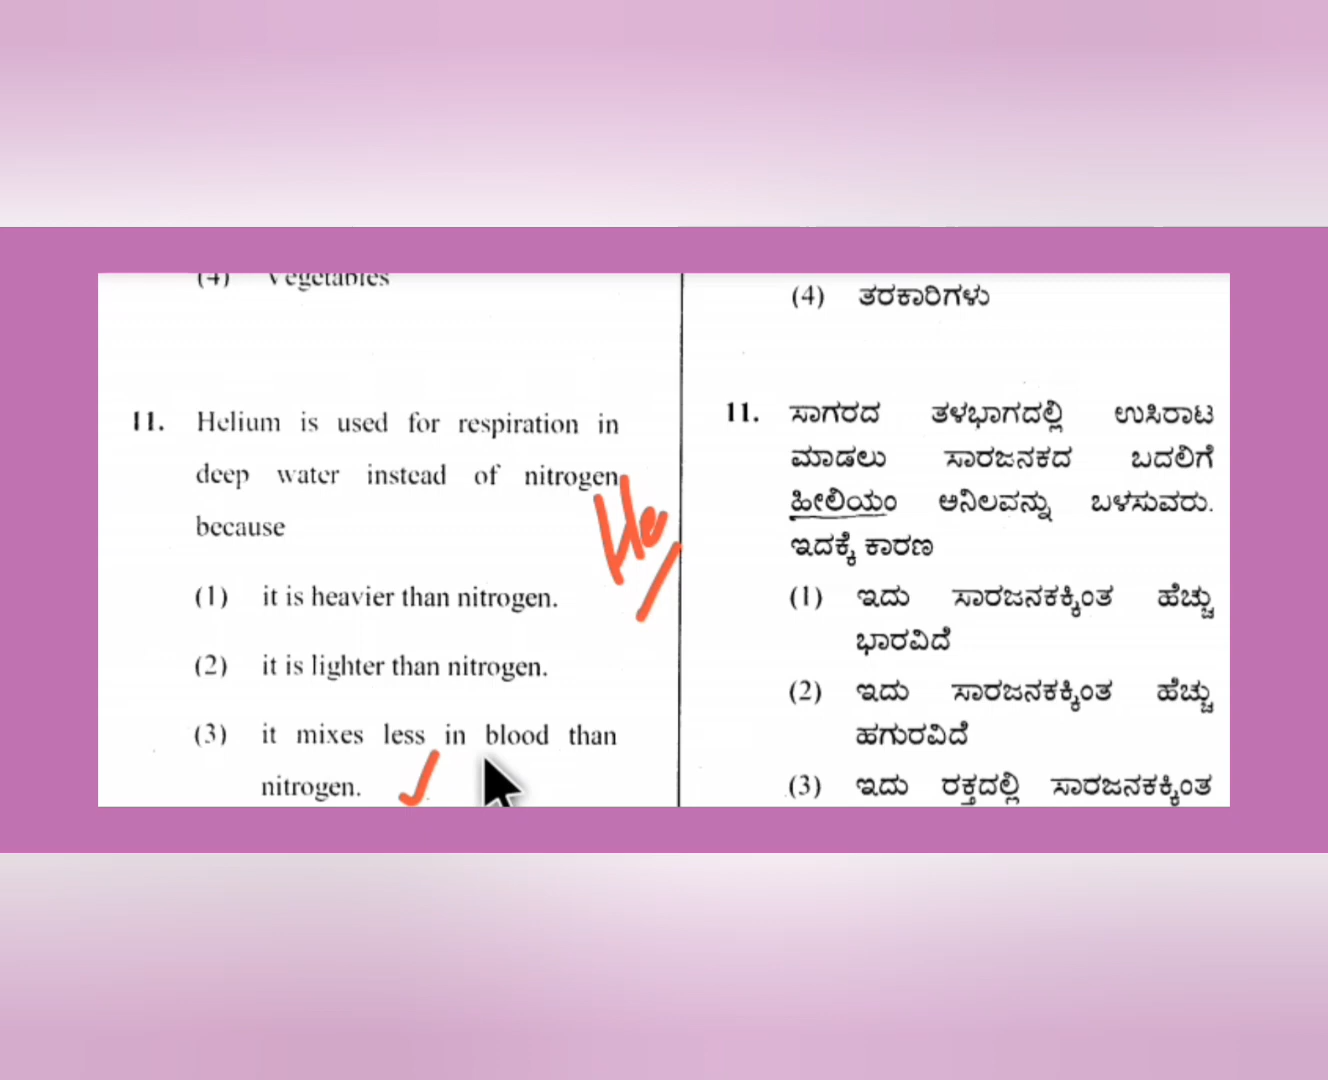 (4) Vegetables
11. Helium is used for respiration in
deep water instead of nitrogen
because
He
(1) it is heavier than nitrogen.
(2) it is lighter than nitrogen.
(3) it mixes less in blood than
nitrogen.
(4) ತರಕಾರಿಗಳು
11. ಸಾಗರದ ತಳಭಾಗದಲ್ಲಿ ಉಸಿರಾಟ
ಮಾಡಲು ಸಾರಜನಕದ ಬದಲಿಗೆ
ಹೀಲಿಯಂ ಅನಿಲವನ್ನು ಬಳಸುವರು.
ಇದಕ್ಕೆ ಕಾರಣ
(1) ಇದು ಸಾರಜನಕಕ್ಕಿಂತ ಹೆಚ್ಚು
ಭಾರವಿದೆ
(2) ಇದು ಸಾರಜನಕಕ್ಕಿಂತ ಹೆಚ್ಚು
ಹಗುರವಿದೆ
(3) ಇದು ರಕ್ತದಲ್ಲಿ ಸಾರಜನಕಕ್ಕಿಂತ